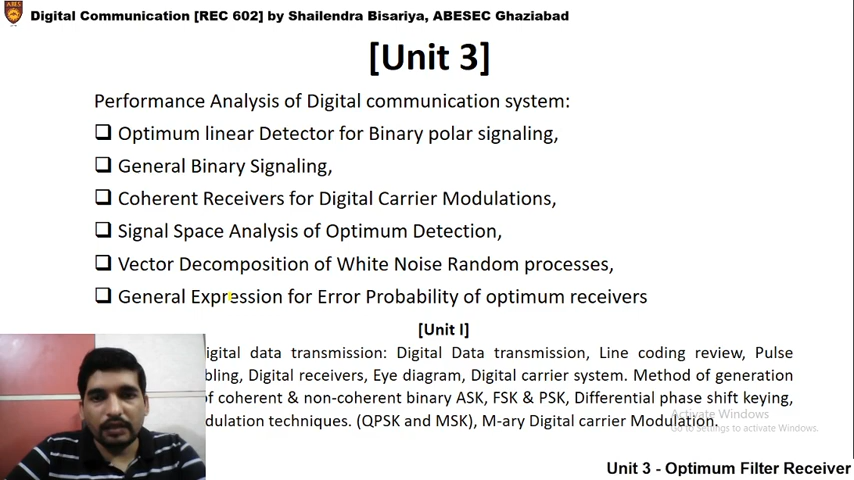 Digital Communication [REC 602] by Shailendra Bisariya, ABESEC Ghaziabad
[Unit 3]
Performance Analysis of Digital communication system:
Optimum linear Detector for Binary polar signaling,
General Binary Signaling,
Coherent Receivers for Digital Carrier Modulations,
Signal Space Analysis of Optimum Detection,
Vector Decomposition of White Noise Random processes,
General Expression for Error Probability of optimum receivers
[Unit I]
igital data transmission: Digital Data transmission, Line coding review, Pulse
bling, Digital receivers, Eye diagram, Digital carrier system. Method of generation
of coherent & non-coherent binary ASK, FSK & PSK, Differential phase shift keying,
dulation techniques. (QPSK and MSK), M-ary Digital carrier Modulation.
Activate Windows
Go to Settings to activate Windows.
Unit 3 - Optimum Filter Receiver